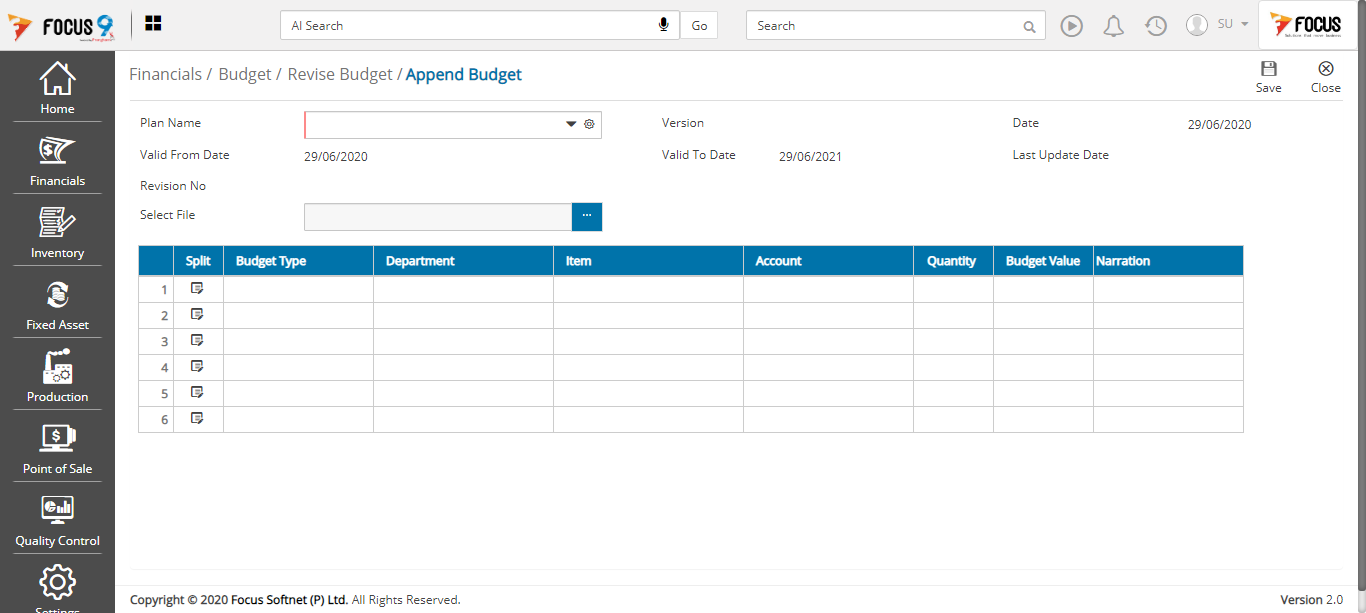 FOCUS 9
AI Search
Go
Search
SU
FOCUS
Home
Financials
Inventory
Fixed Asset
Production
Point of Sale
Quality Control
Settings
Financials / Budget / Revise Budget / Append Budget
Save
Close
Plan Name
Version
Date
29/06/2020
Valid From Date
29/06/2020
Valid To Date
29/06/2021
Last Update Date
Revision No
Select File
...
Split
Budget Type
Department
Item
Account
Quantity
Budget Value
Narration
1
2
3
4
5
6
Copyright © 2020 Focus Softnet (P) Ltd. All Rights Reserved.
Version 2.0